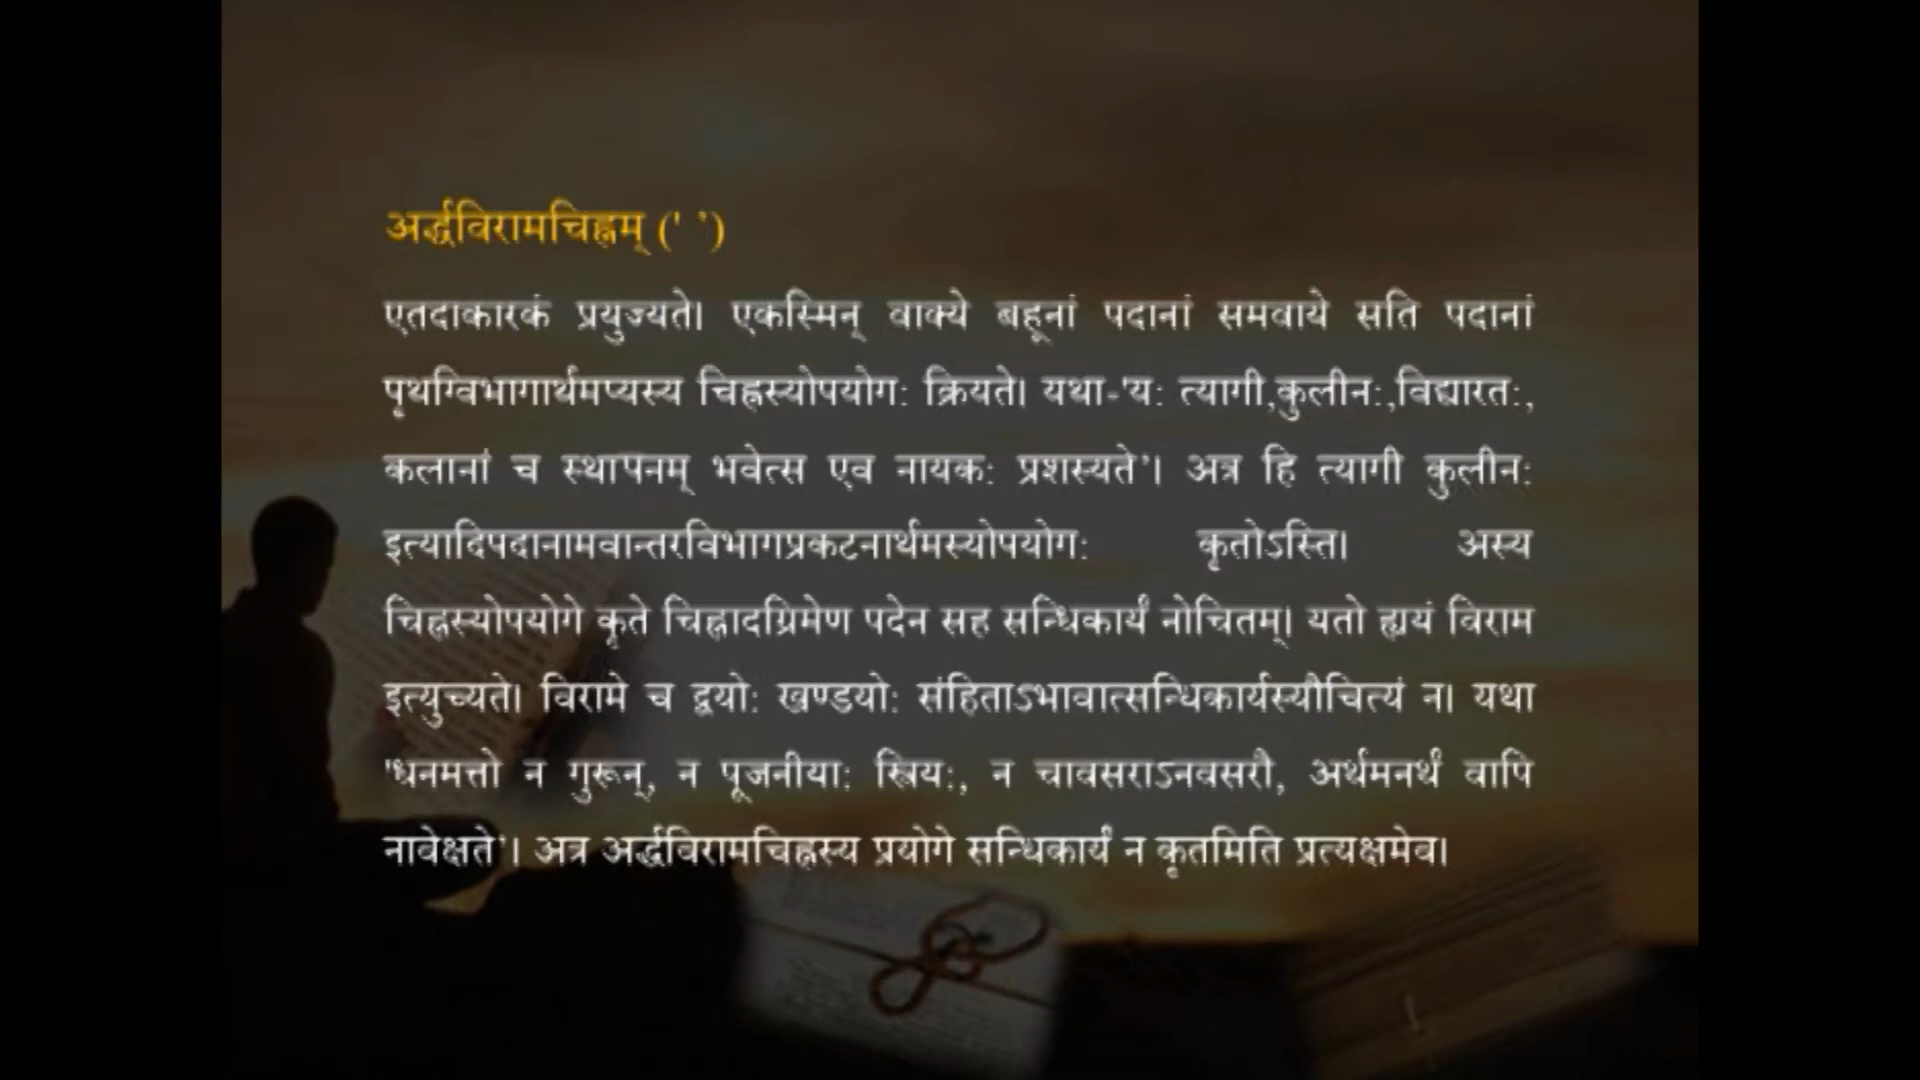 अर्द्धविरामचिह्नम् (' ')
एतदाकारकं प्रयुज्यते। एकस्मिन् वाक्ये बहूनां पदानां समवाये सति पदानां
पृथग्विभागार्थमप्यस्य चिह्नस्योपयोग: क्रियते। यथा-'य: त्यागी,कुलीन:,विद्यारत:,
कलानां च स्थापनम् भवेत्स एव नायक: प्रशस्यते'। अत्र हि त्यागी कुलीन:
इत्यादिपदानामवान्तरविभागप्रकटनार्थमस्योपयोग: कृतोऽस्ति। अस्य
चिह्नस्योपयोगे कृते चिह्नादग्रिमेण पदेन सह सन्धिकार्यं नोचितम्। यतो ह्ययं विराम
इत्युच्यते। विरामे च द्वयो: खण्डयो: संहिताऽभावात्सन्धिकार्यस्यौचित्यं न। यथा
'धनमत्तो न गुरून्, न पूजनीया: स्त्रिय:, न चावसराऽनवसरौ, अर्थमनर्थं वापि
नावेक्षते'। अत्र अर्द्धविरामचिह्नस्य प्रयोगे सन्धिकार्यं न कृतमिति प्रत्यक्षमेव।